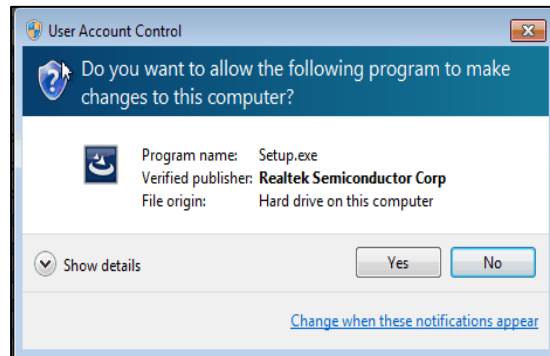 User Account Control
Do you want to allow the following program to make
changes to this computer?
Program name: Setup.exe
Verified publisher: Realtek Semiconductor Corp
File origin: Hard drive on this computer
Show details
Yes
No
Change when these notifications appear